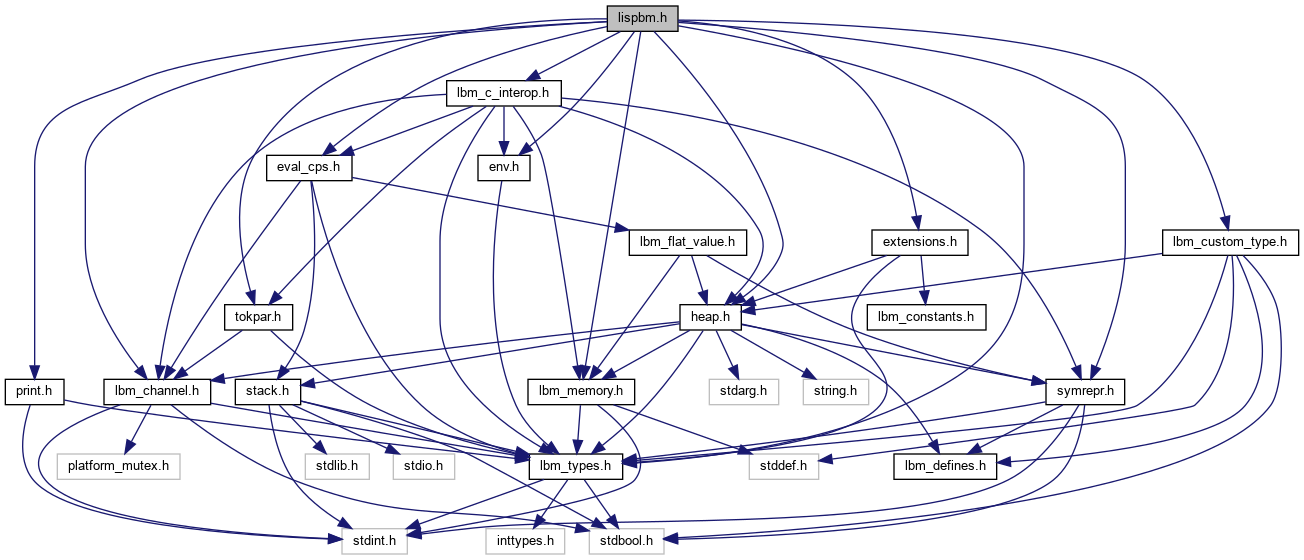 lispbm.h
lbm_c_interop.h
eval_cps.h
env.h
lbm_flat_value.h
extensions.h
lbm_custom_type.h
tokpar.h
heap.h
lbm_constants.h
print.h
lbm_channel.h
stack.h
lbm_memory.h
stdarg.h
string.h
symrepr.h
platform_mutex.h
stdlib.h
stdio.h
lbm_types.h
stddef.h
lbm_defines.h
stdint.h
inttypes.h
stdbool.h